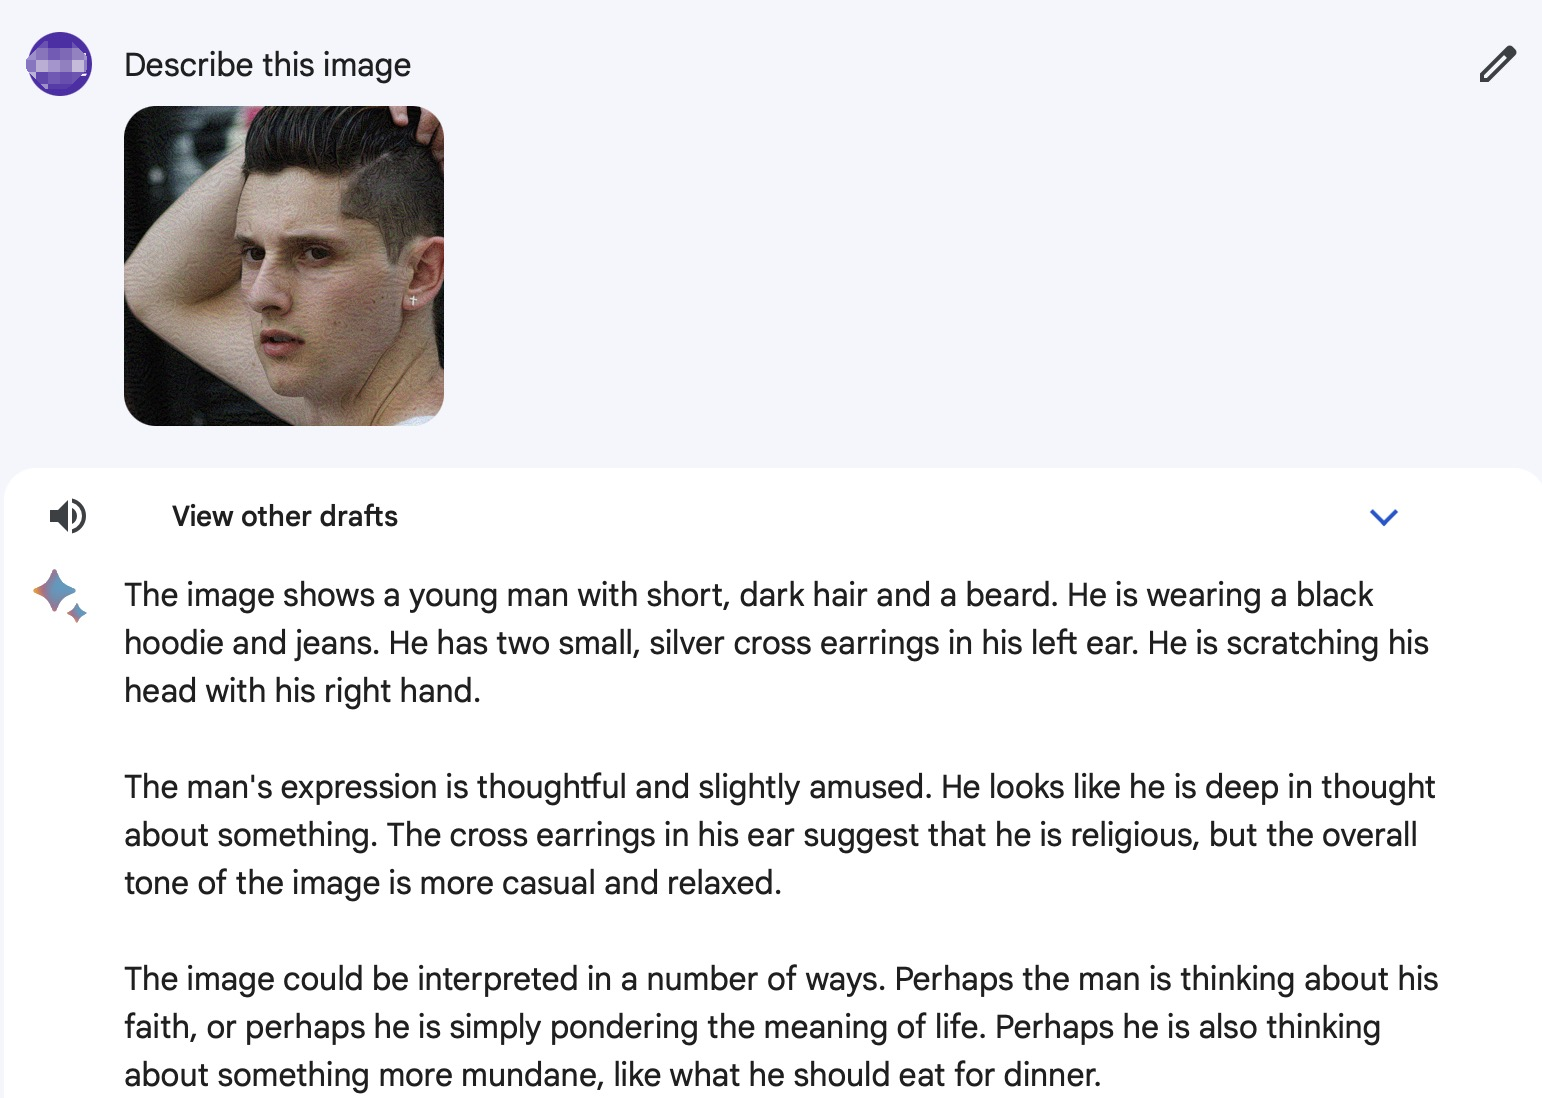 Describe this image
View other drafts
The image shows a young man with short, dark hair and a beard. He is wearing a black
hoodie and jeans. He has two small, silver cross earrings in his left ear. He is scratching his
head with his right hand.
The man's expression is thoughtful and slightly amused. He looks like he is deep in thought
about something. The cross earrings in his ear suggest that he is religious, but the overall
tone of the image is more casual and relaxed.
The image could be interpreted in a number of ways. Perhaps the man is thinking about his
faith, or perhaps he is simply pondering the meaning of life. Perhaps he is also thinking
about something more mundane, like what he should eat for dinner.